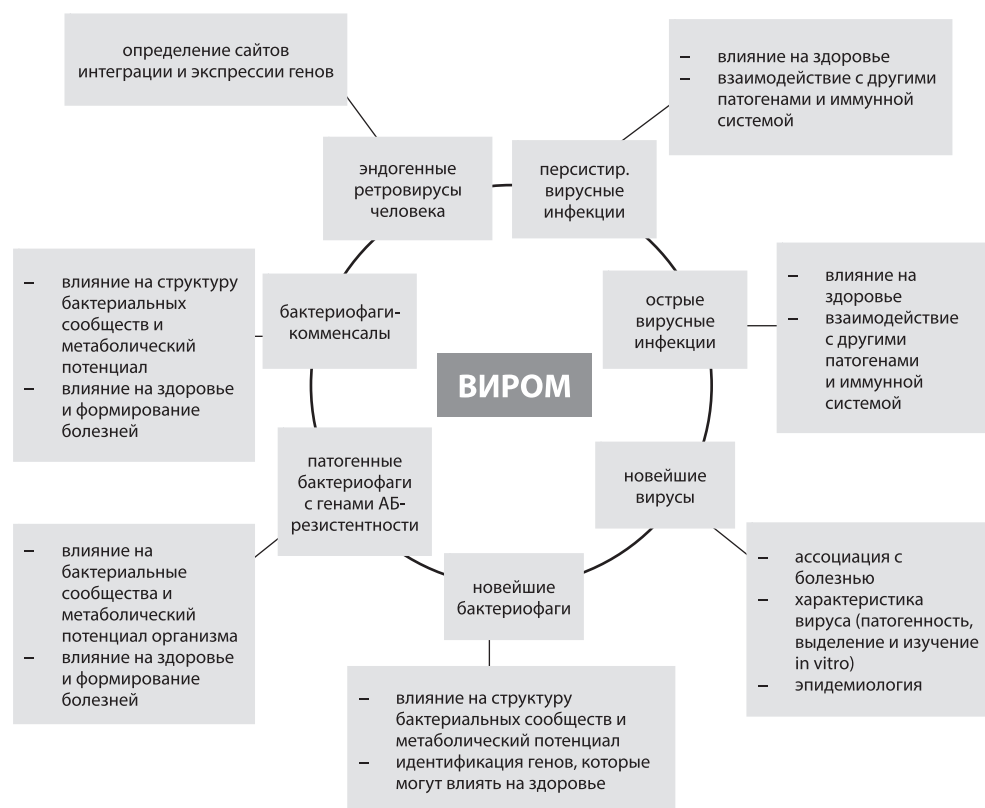 определение сайтов
интеграции и экспрессии генов
– влияние на здоровье
– взаимодействие с другими
патогенами и иммунной
системой
эндогенные
ретровирусы
человека
персистир.
вирусные
инфекции
– влияние на структуру
бактериальных
сообществ и
метаболический
потенциал
– влияние на здоровье
и формирование
болезней
бактериофаги-
комменсалы
острые
вирусные
инфекции
– влияние на
здоровье
– взаимодействие
с другими
патогенами
и иммунной
системой
ВИРОМ
патогенные
бактериофаги
с генами АБ-
резистентности
новейшие
вирусы
– влияние на
бактериальные
сообщества и
метаболический
потенциал организма
– влияние на здоровье
и формирование
болезней
новейшие
бактериофаги
– ассоциация с
болезнью
– характеристика
вируса (патогенность,
выделение и изучение
in vitro)
– эпидемиология
– влияние на структуру
бактериальных сообществ и
метаболический потенциал
– идентификация генов, которые
могут влиять на здоровье